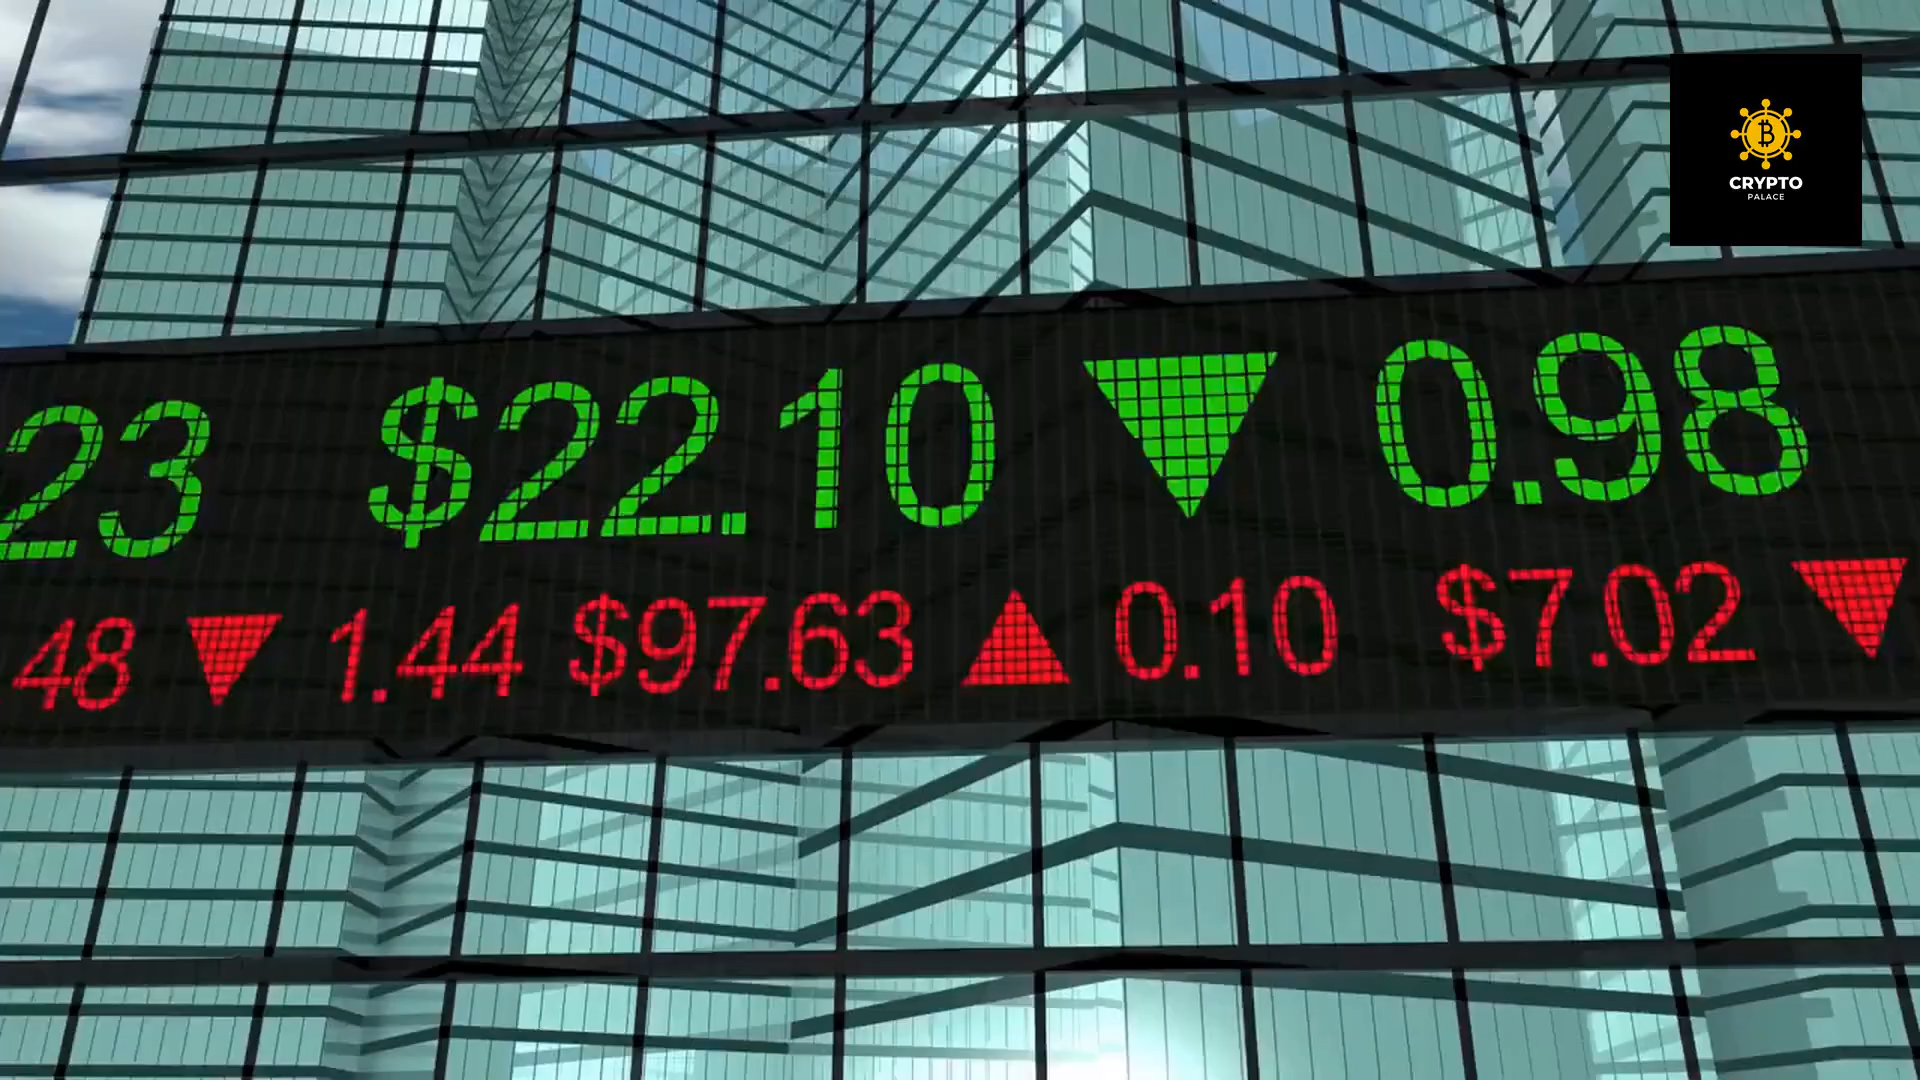 23 $22.10 ▼ 0.98
48 ▼ 1.44 $97.63 ▲ 0.10 $7.02 ▼
CRYPTO
PALACE